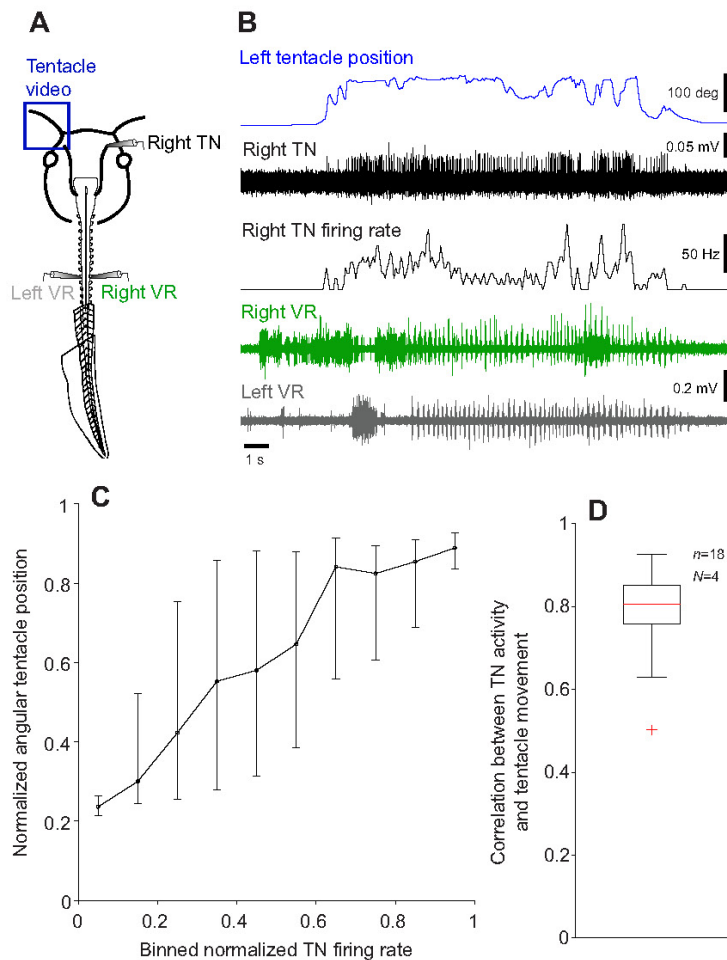 A
Tentacle
video
Right TN
Left VR
Right VR
B
Left tentacle position
100 deg
Right TN
0.05 mV
Right TN firing rate
50 Hz
Right VR
0.2 mV
Left VR
1 s
C
Normalized angular tentacle position
1
0.8
0.6
0.4
0.2
0
0
0.2
0.4
0.6
0.8
1
Binned normalized TN firing rate
D
Correlation between TN activity
and tentacle movement
1
0.8
0.6
0.4
0.2
0
n=18
N=4